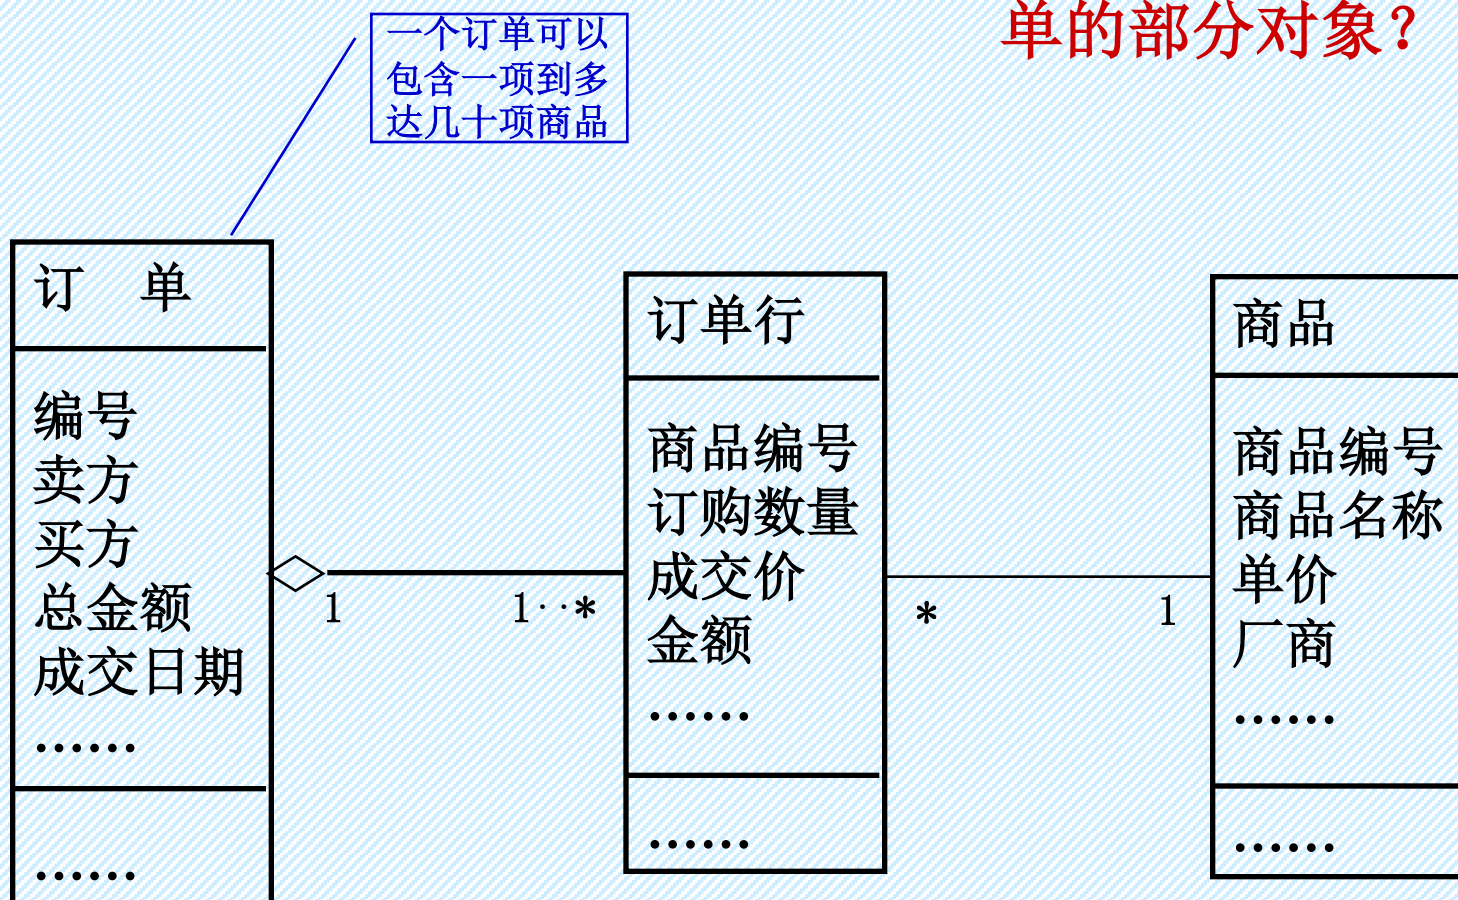 单的部分对象？
一个订单可以
包含一项到多
达几十项商品
订 单
编号
卖方
买方
总金额
成交日期
……
……
1
1..*
订单行
商品编号
订购数量
成交价
金额
……
……
*
1
商品
商品编号
商品名称
单价
厂商
……
……